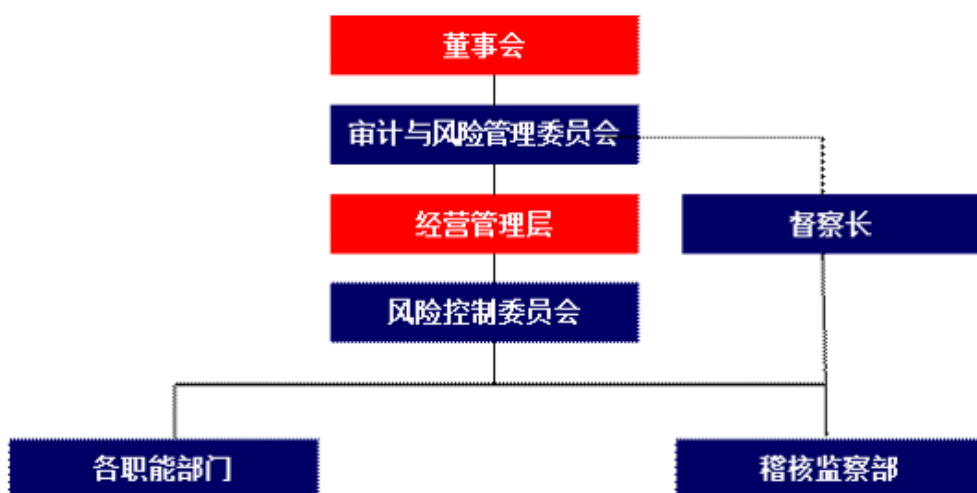 董事会
审计与风险管理委员会
经营管理层
督察长
风险控制委员会
各职能部门
稽核监察部